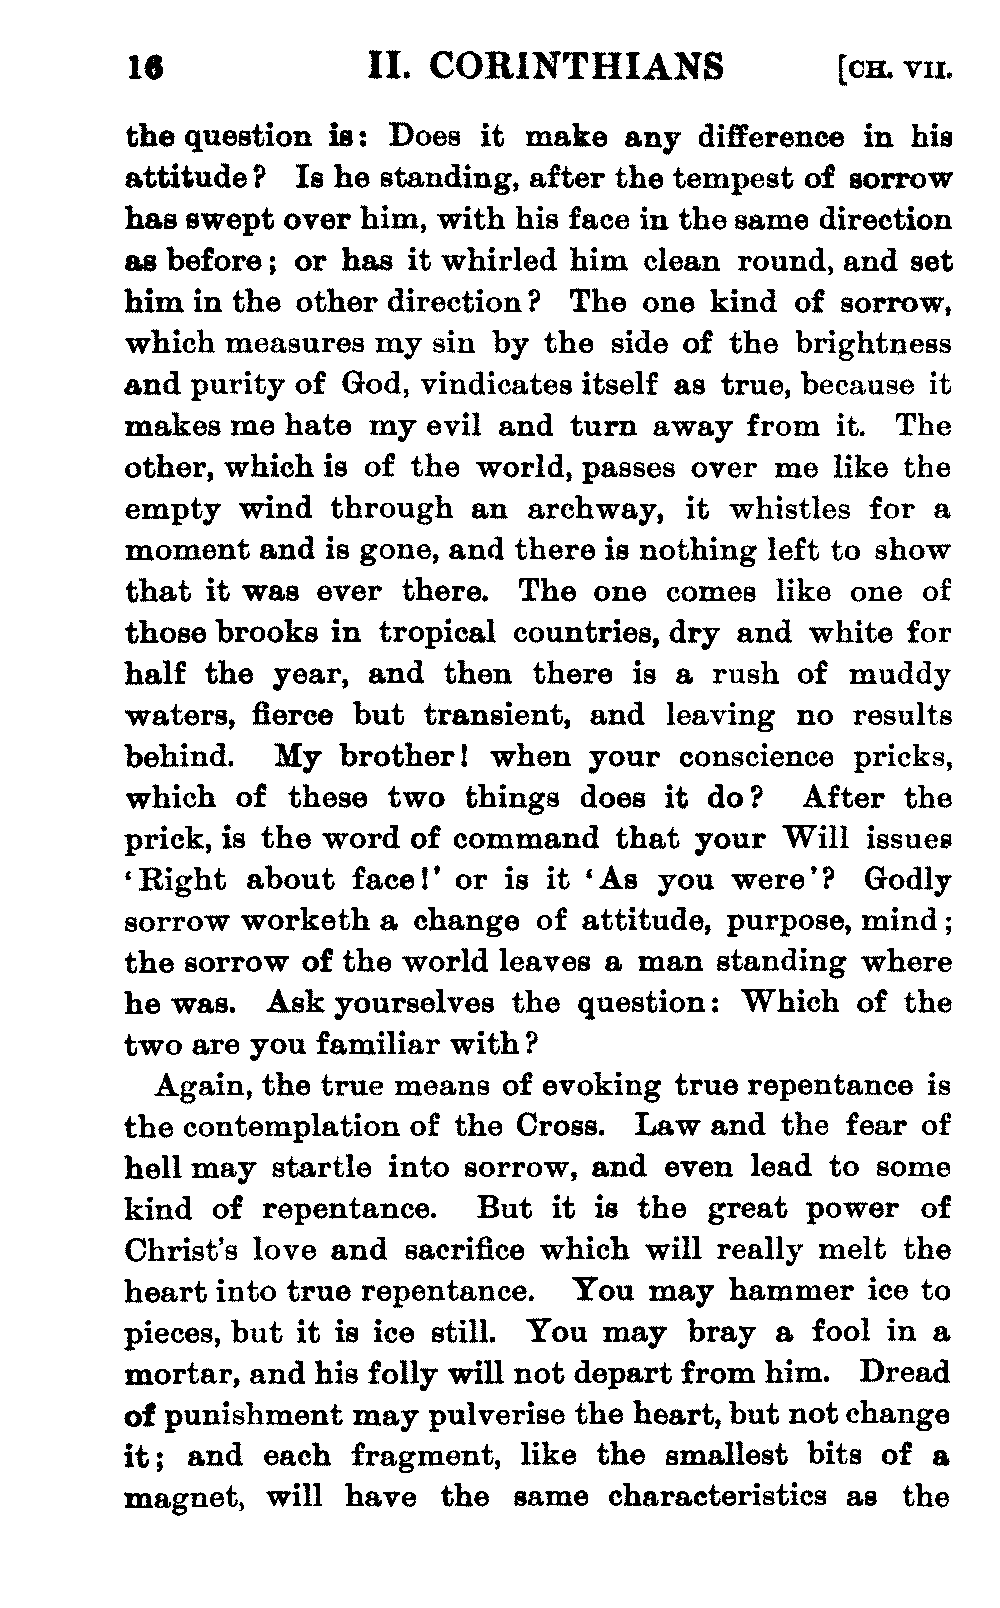 16 II. CORINTHIANS [CH. VII.
the question is: Does it make any difference in his
attitude? Is he standing, after the tempest of sorrow
has swept over him, with his face in the same direction
as before; or has it whirled him clean round, and set
him in the other direction? The one kind of sorrow,
which measures my sin by the side of the brightness
and purity of God, vindicates itself as true, because it
makes me hate my evil and turn away from it. The
other, which is of the world, passes over me like the
empty wind through an archway, it whistles for a
moment and is gone, and there is nothing left to show
that it was ever there. The one comes like one of
those brooks in tropical countries, dry and white for
half the year, and then there is a rush of muddy
waters, fierce but transient, and leaving no results
behind. My brother! when your conscience pricks,
which of these two things does it do? After the
prick, is the word of command that your Will issues
‘Right about face!’ or is it ‘As you were’? Godly
sorrow worketh a change of attitude, purpose, mind;
the sorrow of the world leaves a man standing where
he was. Ask yourselves the question: Which of the
two are you familiar with?
Again, the true means of evoking true repentance is
the contemplation of the Cross. Law and the fear of
hell may startle into sorrow, and even lead to some
kind of repentance. But it is the great power of
Christ’s love and sacrifice which will really melt the
heart into true repentance. You may hammer ice to
pieces, but it is ice still. You may bray a fool in a
mortar, and his folly will not depart from him. Dread
of punishment may pulverise the heart, but not change
it; and each fragment, like the smallest bits of a
magnet, will have the same characteristics as the